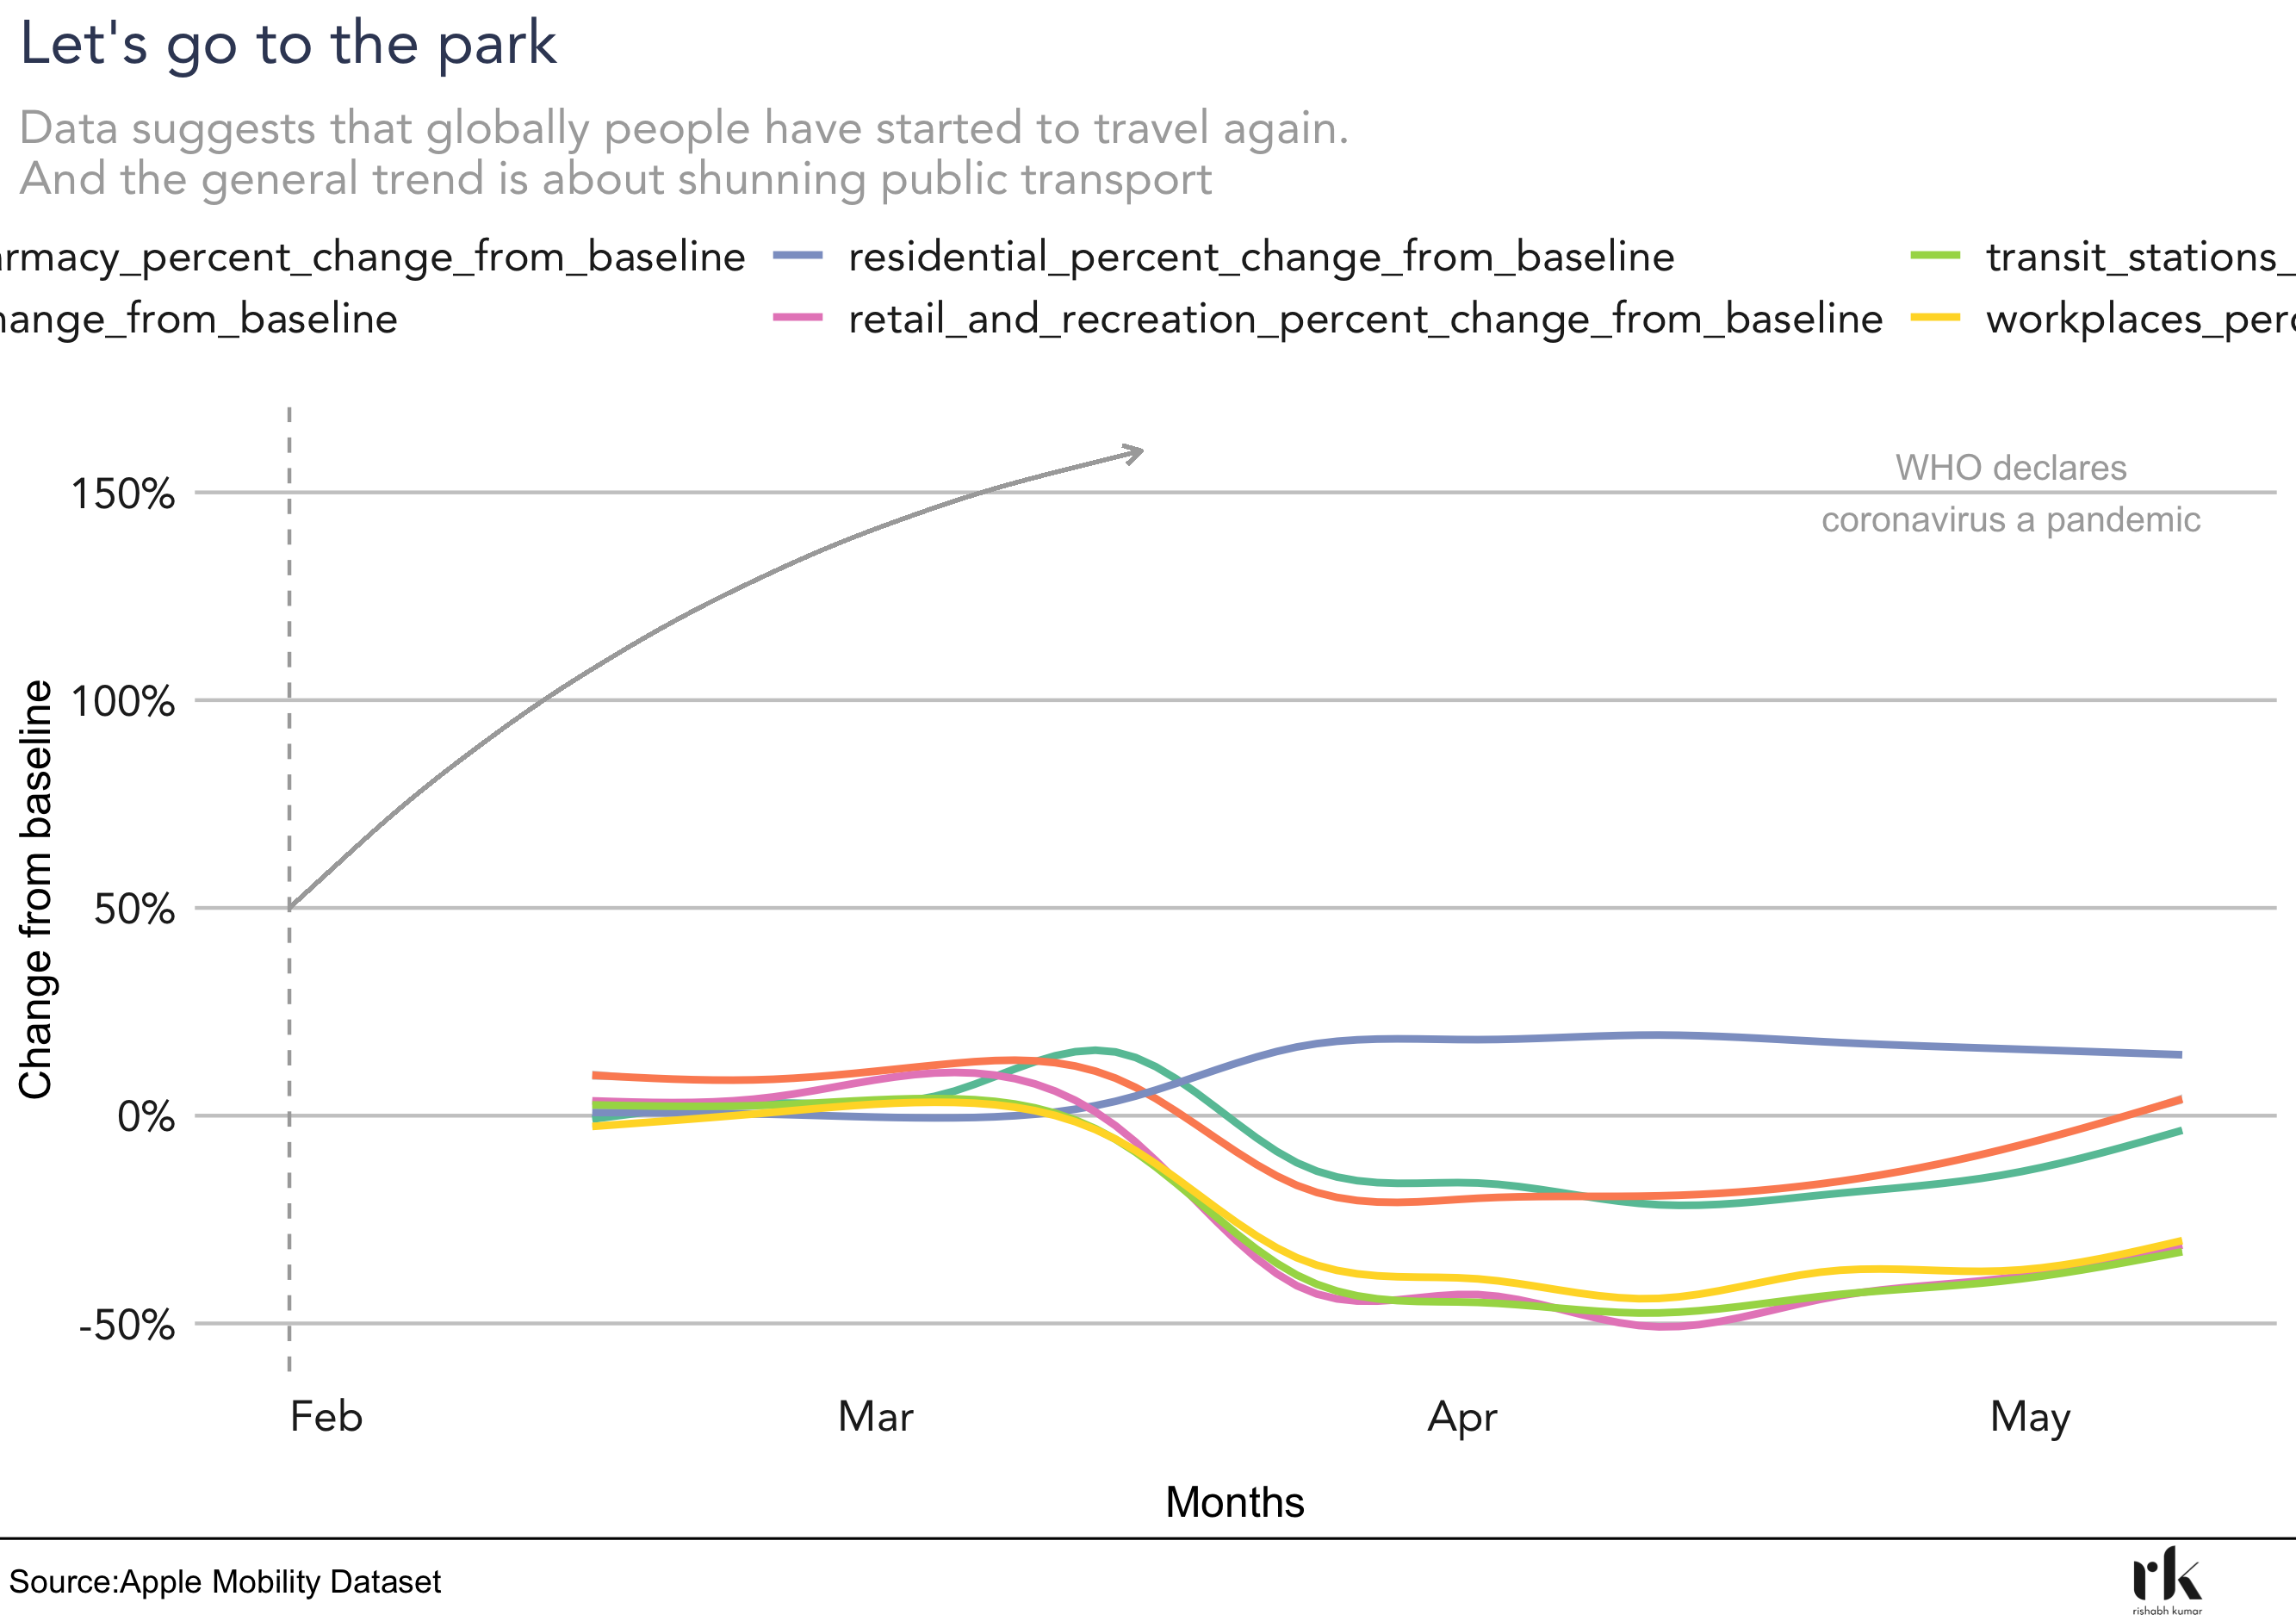 Let's go to the park
Data suggests that globally people have started to travel again.
And the general trend is about shunning public transport
rmacy_percent_change_from_baseline residential_percent_change_from_baseline transit_stations_
hange_from_baseline retail_and_recreation_percent_change_from_baseline workplaces_perc
WHO declares
coronavirus a pandemic
150%
100%
50%
0%
-50%
Change from baseline
Feb Mar Apr May
Months
Source:Apple Mobility Dataset
rk
rishabh kumar